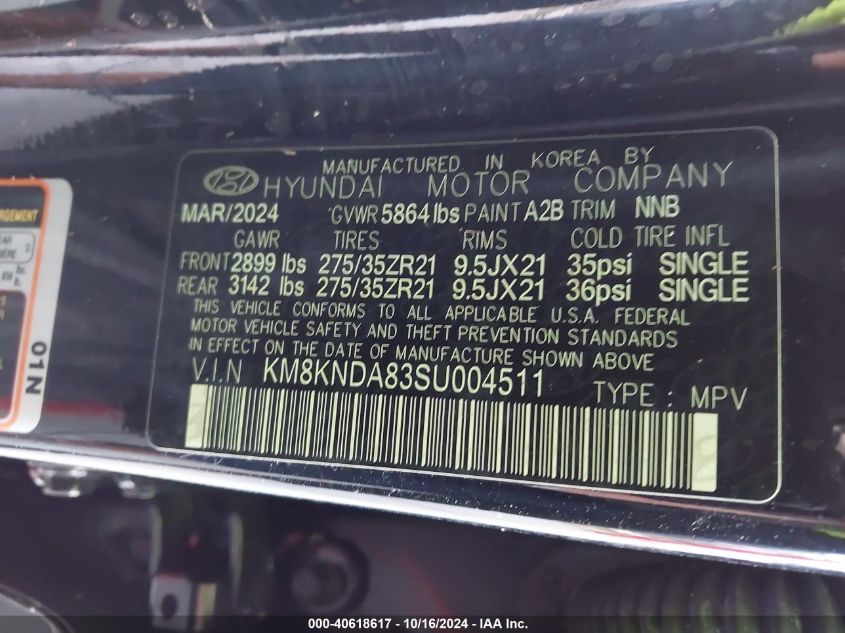 MANUFACTURED IN KOREA BY
HYUNDAI MOTOR COMPANY
MAR/2024 GVWR 5864 lbs PAINT A2B TRIM NNB
GAWR TIRES RIMS COLD TIRE INFL
FRONT 2899 lbs 275/35ZR21 9.5JX21 35psi SINGLE
REAR 3142 lbs 275/35ZR21 9.5JX21 36psi SINGLE
THIS VEHICLE CONFORMS TO ALL APPLICABLE U.S.A. FEDERAL
MOTOR VEHICLE SAFETY AND THEFT PREVENTION STANDARDS
IN EFFECT ON THE DATE OF MANUFACTURE SHOWN ABOVE
V.I.N KM8KNDA83SU004511 TYPE : MPV
01N
000-40618617 - 10/16/2024 - IAA Inc.